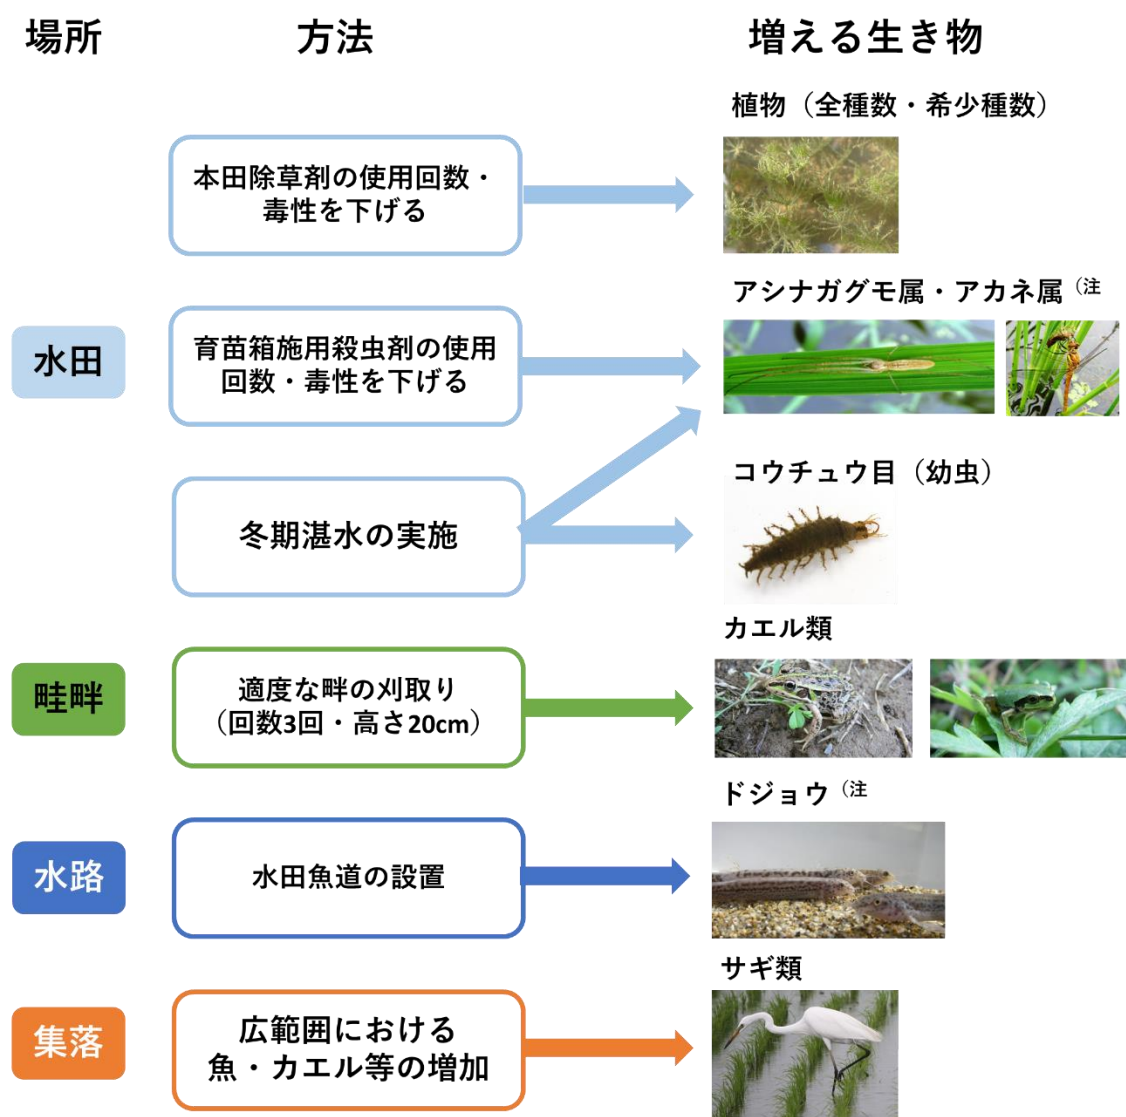 場所
方法
増える生き物
植物（全種数・希少種数）
本田除草剤の使用回数・
毒性を下げる
アシナガグモ属・アカネ属（注
水田
育苗箱施用殺虫剤の使用
回数・毒性を下げる
コウチュウ目（幼虫）
冬期湛水の実施
カエル類
畦畔
適度な畔の刈取り
（回数3回・高さ20cm）
ドジョウ（注
水路
水田魚道の設置
サギ類
集落
広範囲における
魚・カエル等の増加